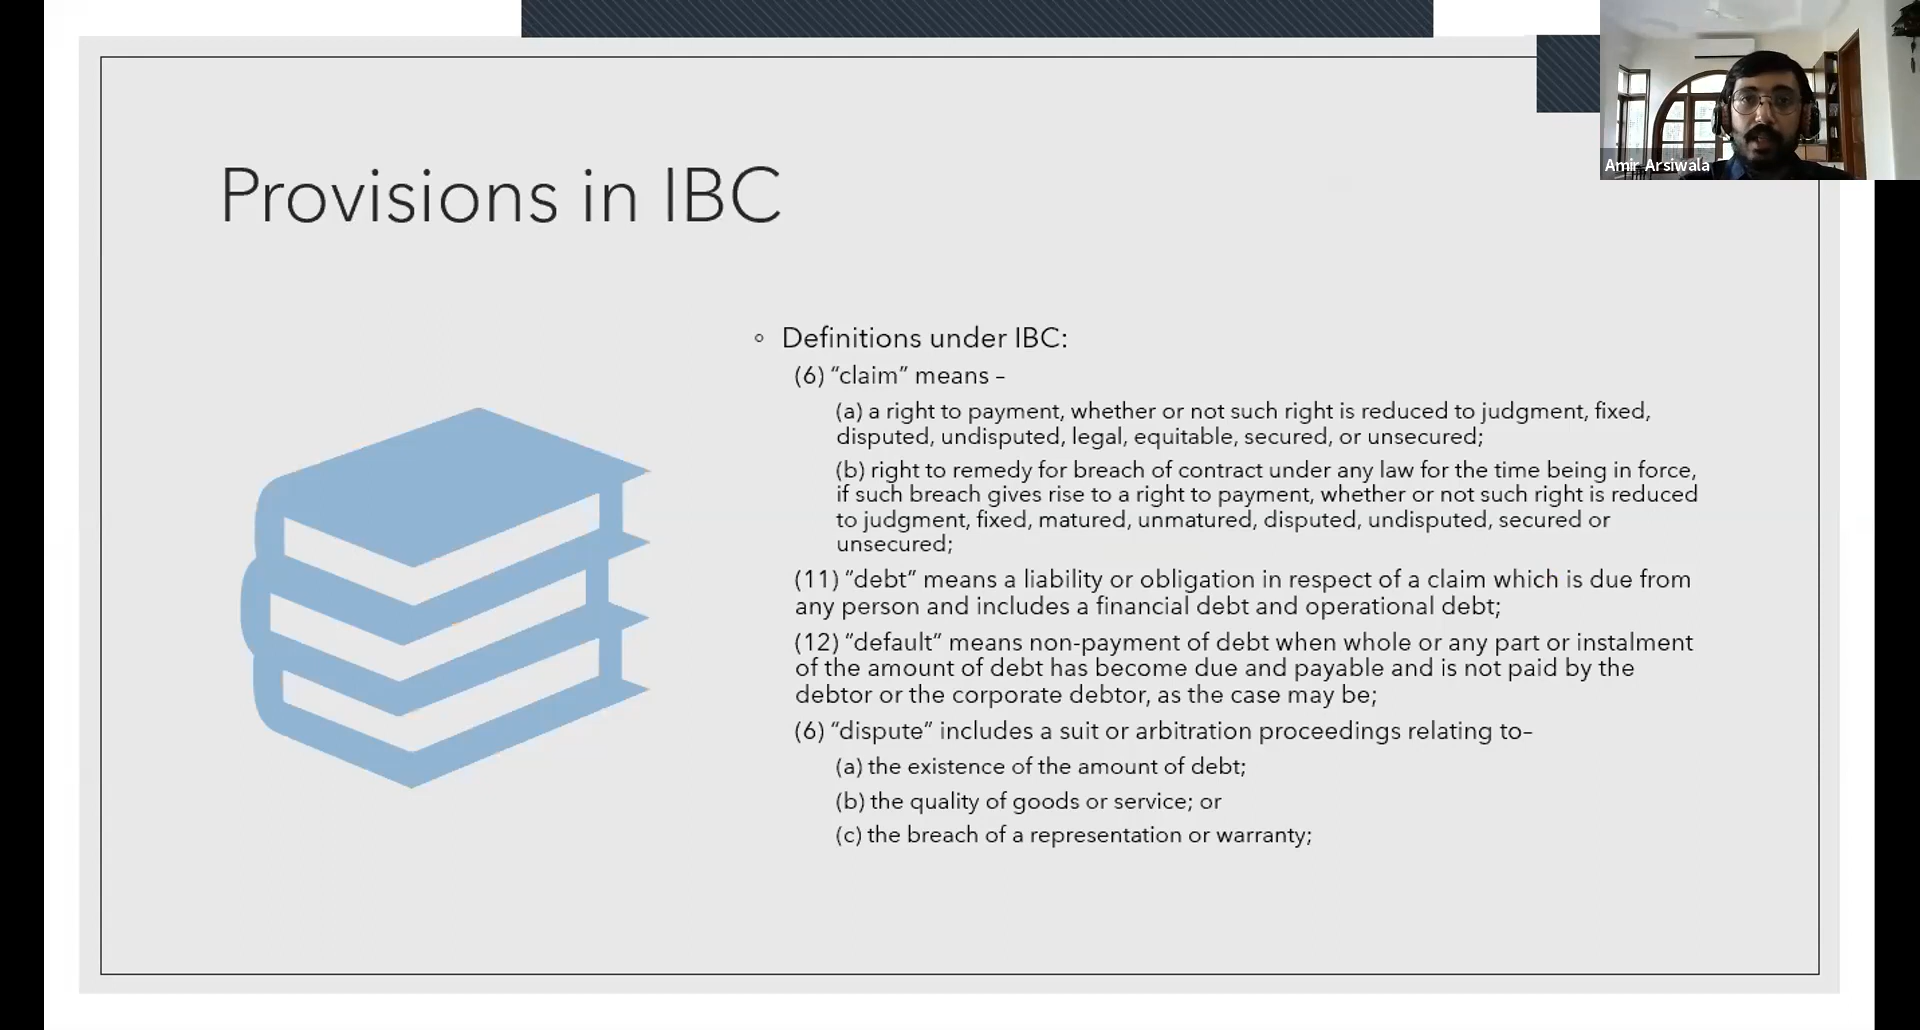 Amir Arsiwala
Provisions in IBC
◦ Definitions under IBC:
(6) “claim” means –
(a) a right to payment, whether or not such right is reduced to judgment, fixed,
disputed, undisputed, legal, equitable, secured, or unsecured;
(b) right to remedy for breach of contract under any law for the time being in force,
if such breach gives rise to a right to payment, whether or not such right is reduced
to judgment, fixed, matured, unmatured, disputed, undisputed, secured or
unsecured;
(11) “debt” means a liability or obligation in respect of a claim which is due from
any person and includes a financial debt and operational debt;
(12) “default” means non-payment of debt when whole or any part or instalment
of the amount of debt has become due and payable and is not paid by the
debtor or the corporate debtor, as the case may be;
(6) “dispute” includes a suit or arbitration proceedings relating to–
(a) the existence of the amount of debt;
(b) the quality of goods or service; or
(c) the breach of a representation or warranty;